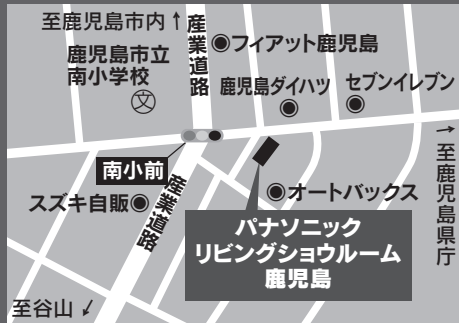 至鹿児島市内↑
産業道路
フィアット鹿児島
鹿児島市立
南小学校
文
鹿児島ダイハツ
セブンイレブン
→至鹿児島県庁
南小前
スズキ自販
産業道路
オートバックス
パナソニック
リビングショウルーム
鹿児島
至谷山↙